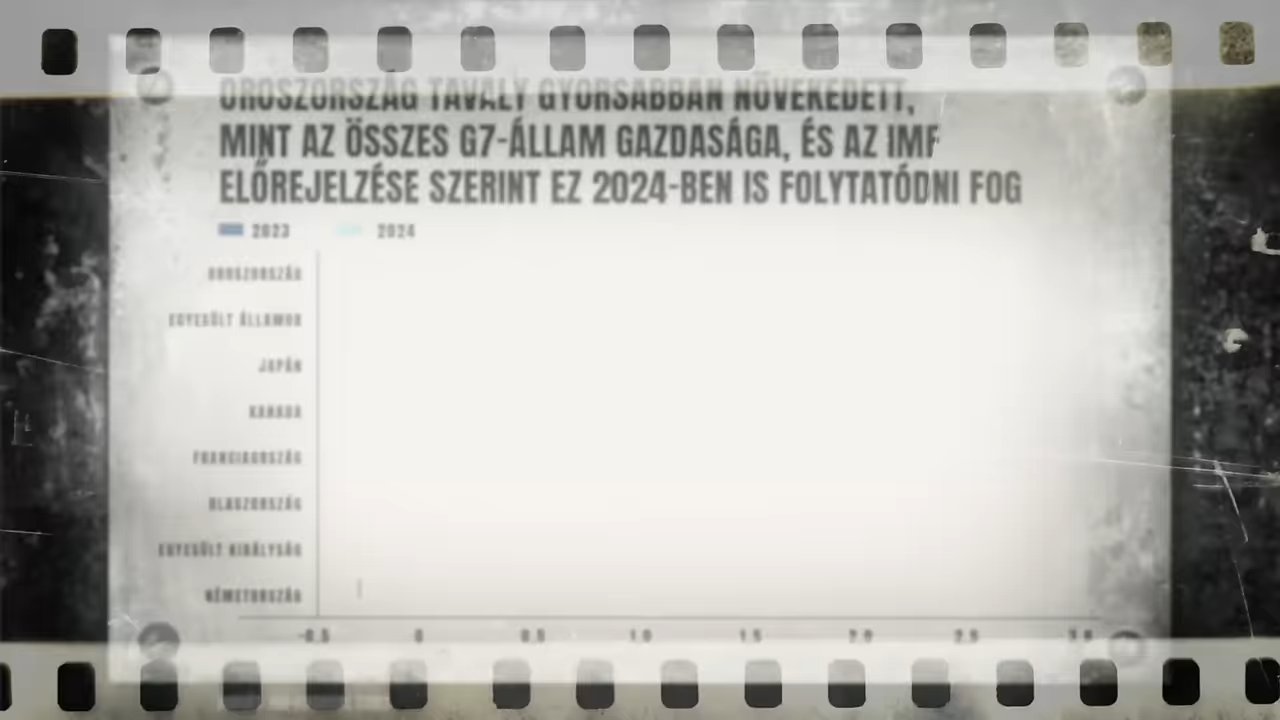 OROSZORSZÁG TAVALY GYORSABBAN NÖVEKEDETT,
MINT AZ ÖSSZES G7-ÁLLAM GAZDASÁGA, ÉS AZ IMF
ELŐREJELZÉSE SZERINT EZ 2024-BEN IS FOLYTATÓDNI FOG
2023 2024
OROSZORSZÁG
EGYESÜLT ÁLLAMOK
JAPÁN
KANADA
FRANCIAORSZÁG
OLASZORSZÁG
EGYESÜLT KIRÁLYSÁG
NÉMETORSZÁG
-0.5 0 0.5 1.0 1.5 2.0 2.5 3.0